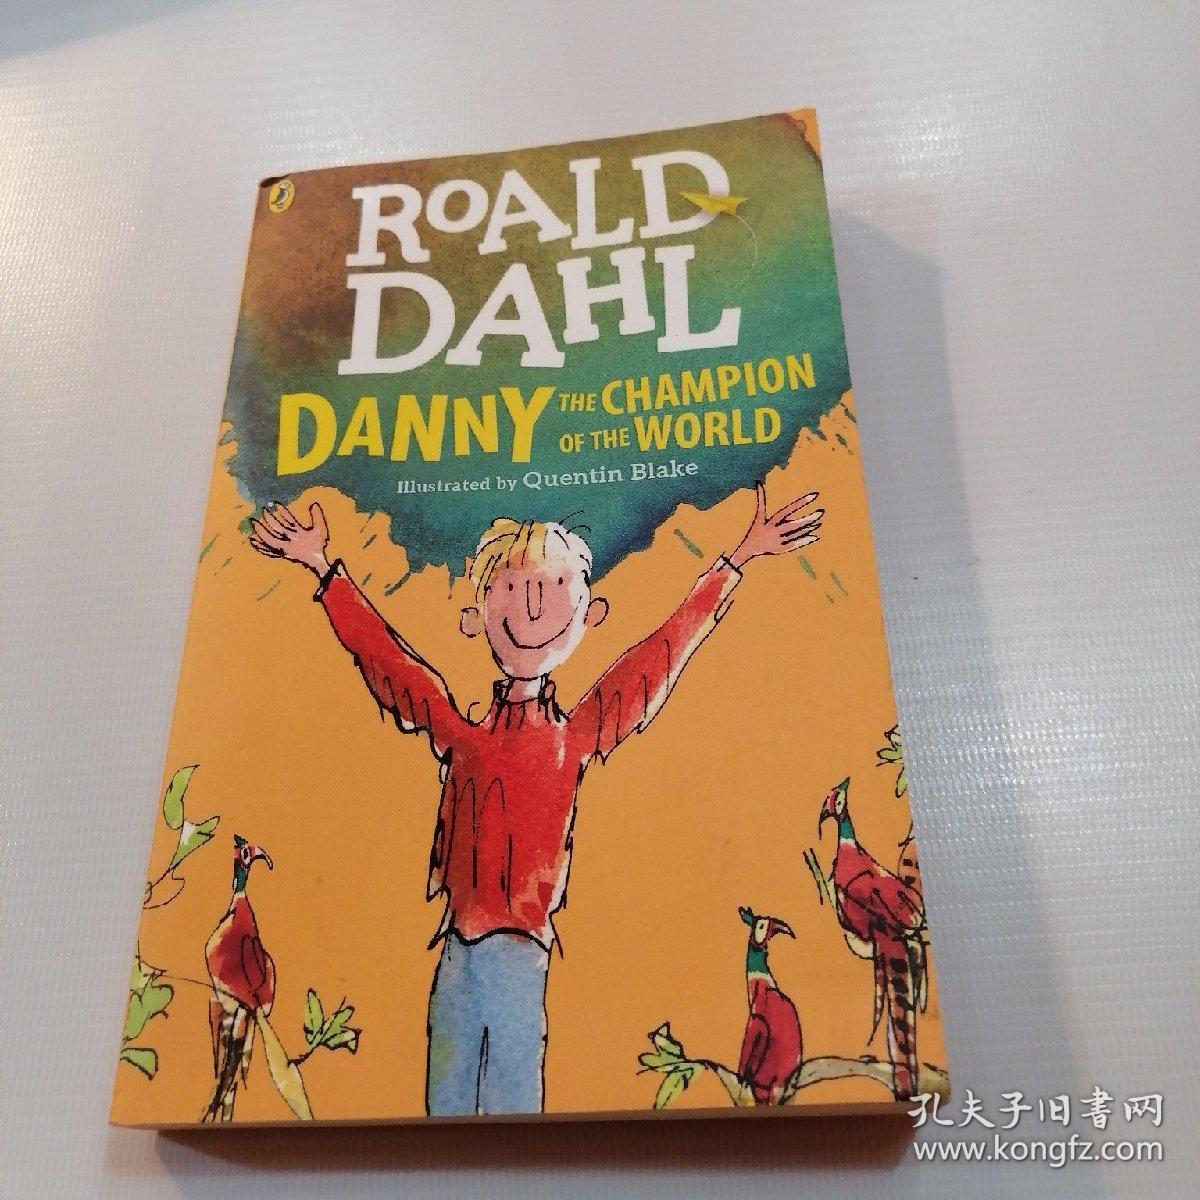 ROALD
DAHL
DANNY THE CHAMPION
OF THE WORLD
Illustrated by Quentin Blake
孔夫子旧書网
www.kongfz.com